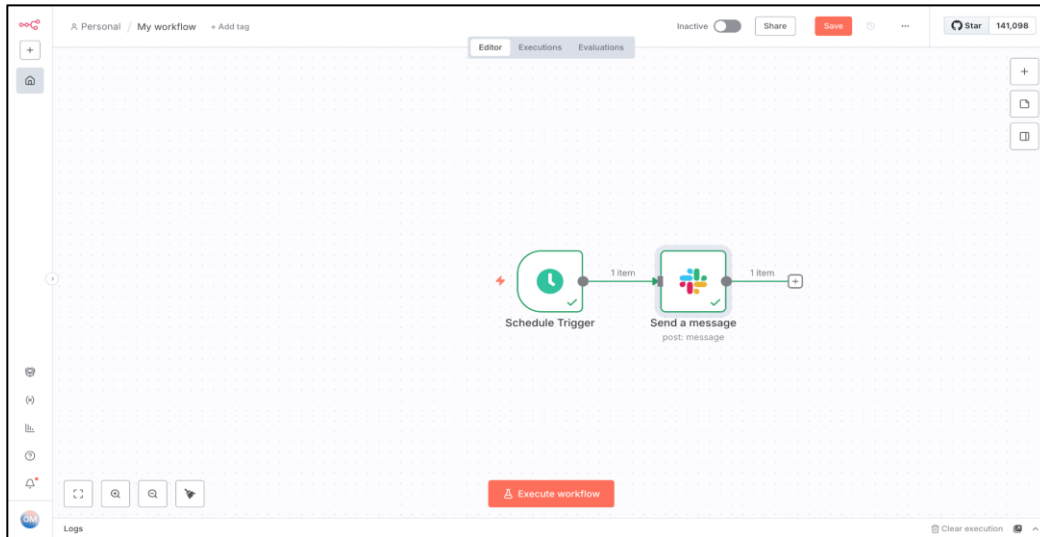 Personal / My workflow + Add tag
Inactive Share Save ... Star 141,098
Editor Executions Evaluations
1 item 1 item
Schedule Trigger Send a message
post: message
Execute workflow
Logs Clear execution